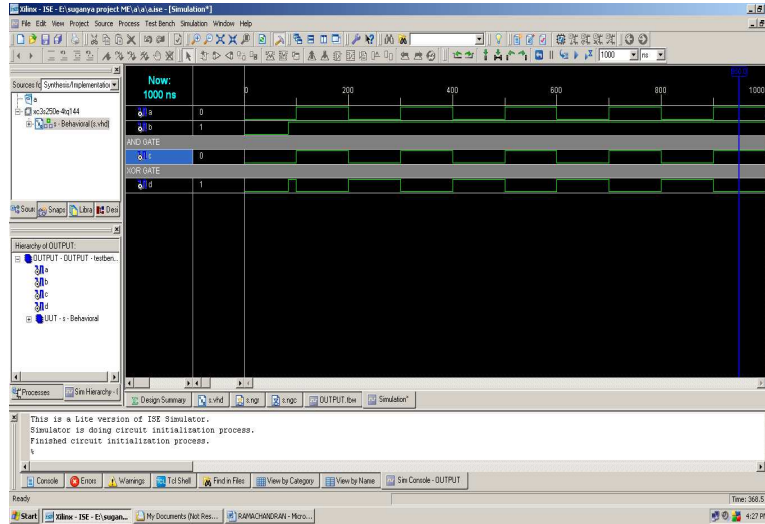 Xilinx - ISE - E:\suganya project ME\a\a\a.ise - [Simulation*]
File Edit View Project Source Process Test Bench Simulation Window Help
1000 ns
Sources fc Synthesis/Implementation
a
xc3s250e-4tq144
s - Behavioral (s.vhd)
Sour Snaps Libra Desi
Hierarchy of OUTPUT:
OUTPUT - OUTPUT - testben...
a
b
c
d
UUT - s - Behavioral
Processes Sim Hierarchy - I
Now:
1000 ns
0 200 400 600 800 1000
a 0
b 1
AND GATE
c 0
XOR GATE
d 1
Design Summary s.vhd s.ngr s.ngc OUTPUT.tbw Simulation*
This is a Lite version of ISE Simulator.
Simulator is doing circuit initialization process.
Finished circuit initialization process.
%
Console Errors Warnings Tcl Shell Find in Files View by Category View by Name Sim Console - OUTPUT
Ready Time: 368.5
Start Xilinx - ISE - E:\sugan... My Documents (Not Res... RAMACHANDRAN - Micro... 4:27 PM